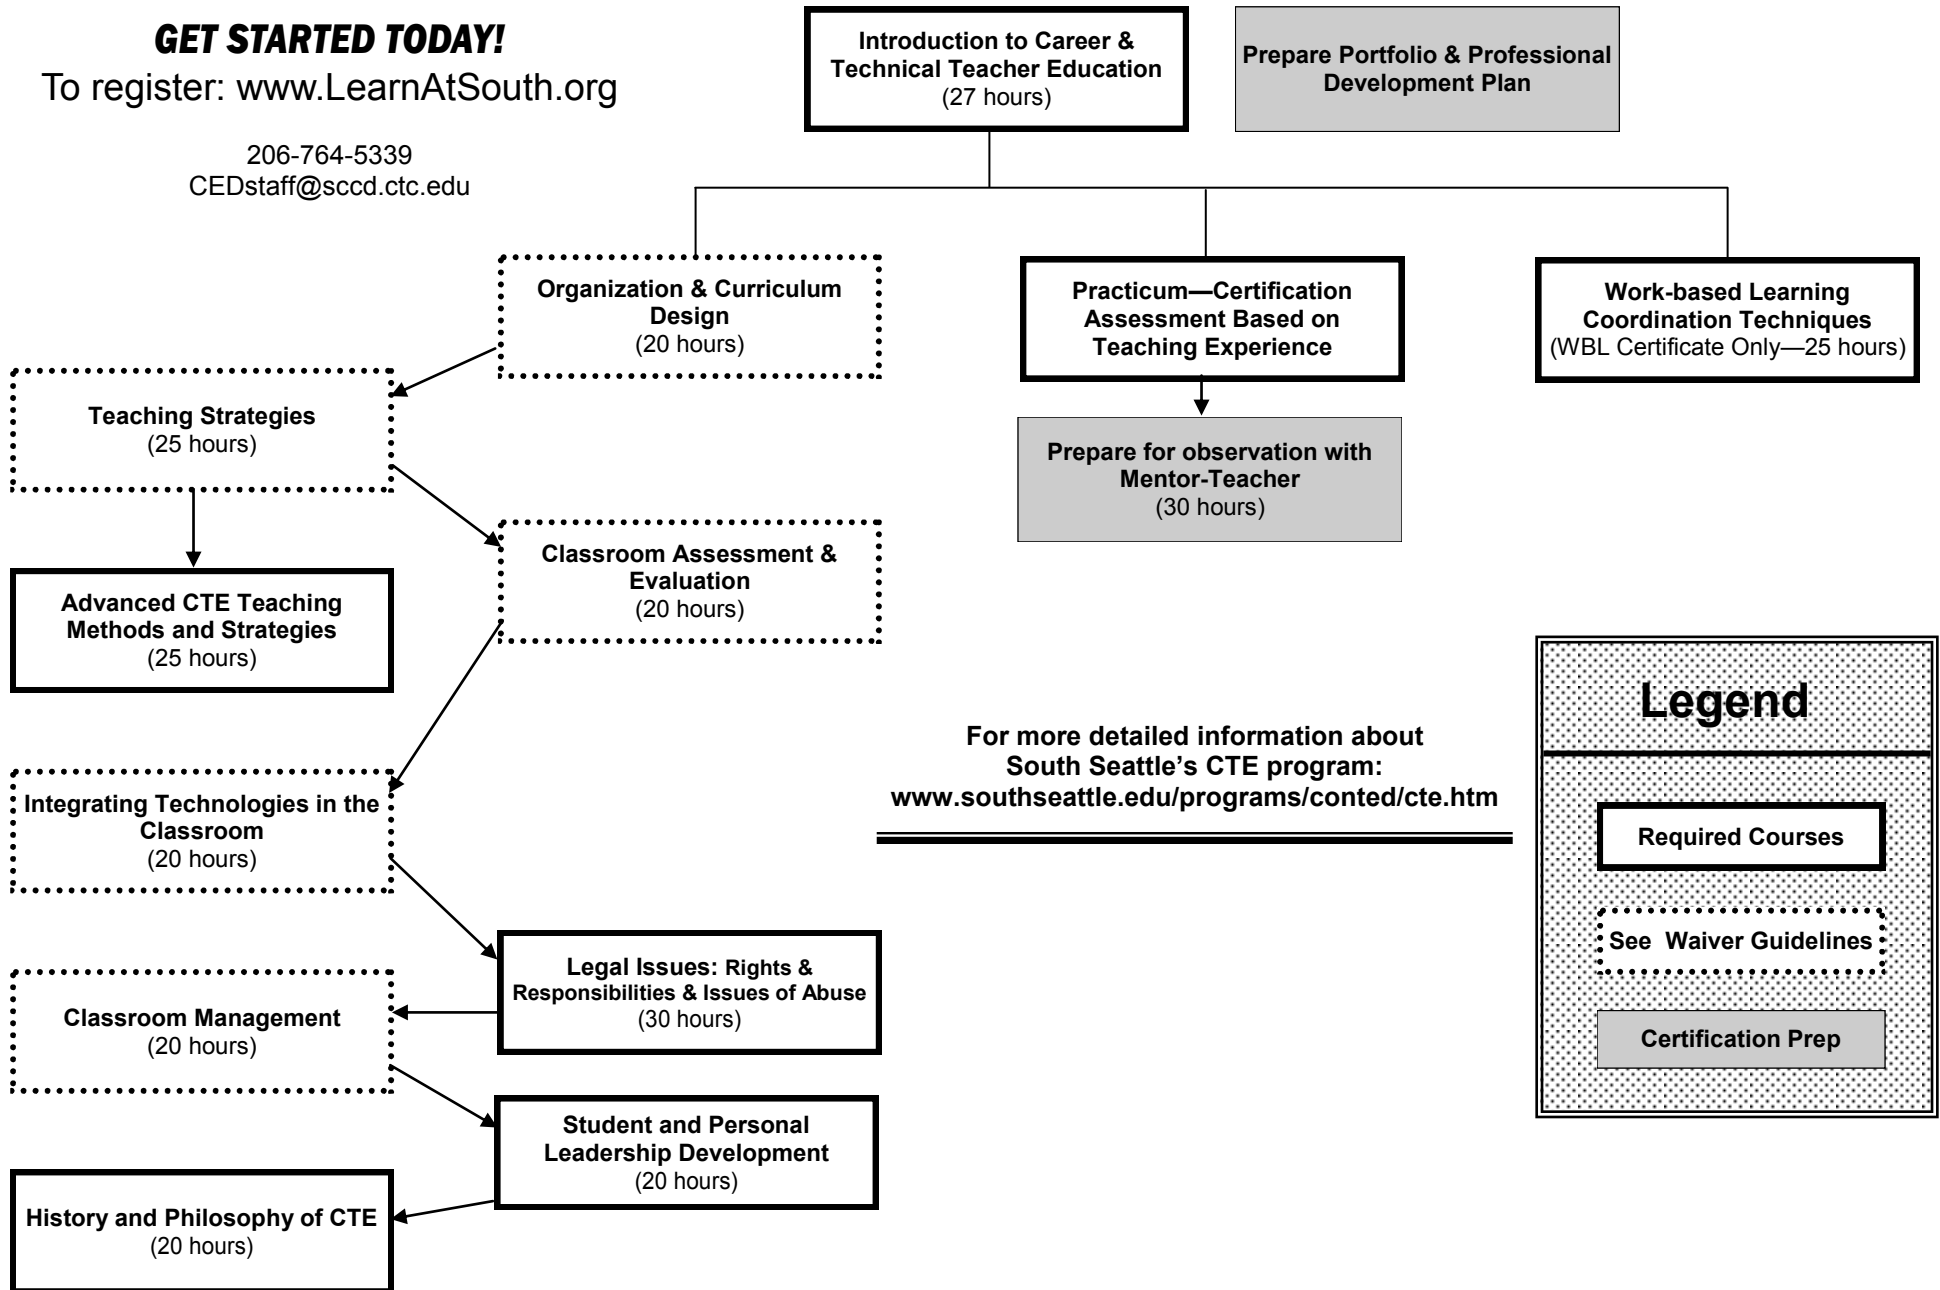 GET STARTED TODAY!
To register: www.LearnAtSouth.org
206-764-5339
CEDstaff@sccd.ctc.edu
Introduction to Career &
Technical Teacher Education
(27 hours)
Prepare Portfolio & Professional
Development Plan
Organization & Curriculum
Design
(20 hours)
Practicum—Certification
Assessment Based on
Teaching Experience
Work-based Learning
Coordination Techniques
(WBL Certificate Only—25 hours)
Teaching Strategies
(25 hours)
Prepare for observation with
Mentor-Teacher
(30 hours)
Classroom Assessment &
Evaluation
(20 hours)
Advanced CTE Teaching
Methods and Strategies
(25 hours)
For more detailed information about
South Seattle’s CTE program:
www.southseattle.edu/programs/conted/cte.htm
Integrating Technologies in the
Classroom
(20 hours)
Legal Issues: Rights &
Responsibilities & Issues of Abuse
(30 hours)
Classroom Management
(20 hours)
Student and Personal
Leadership Development
(20 hours)
History and Philosophy of CTE
(20 hours)
Legend
Required Courses
See Waiver Guidelines
Certification Prep